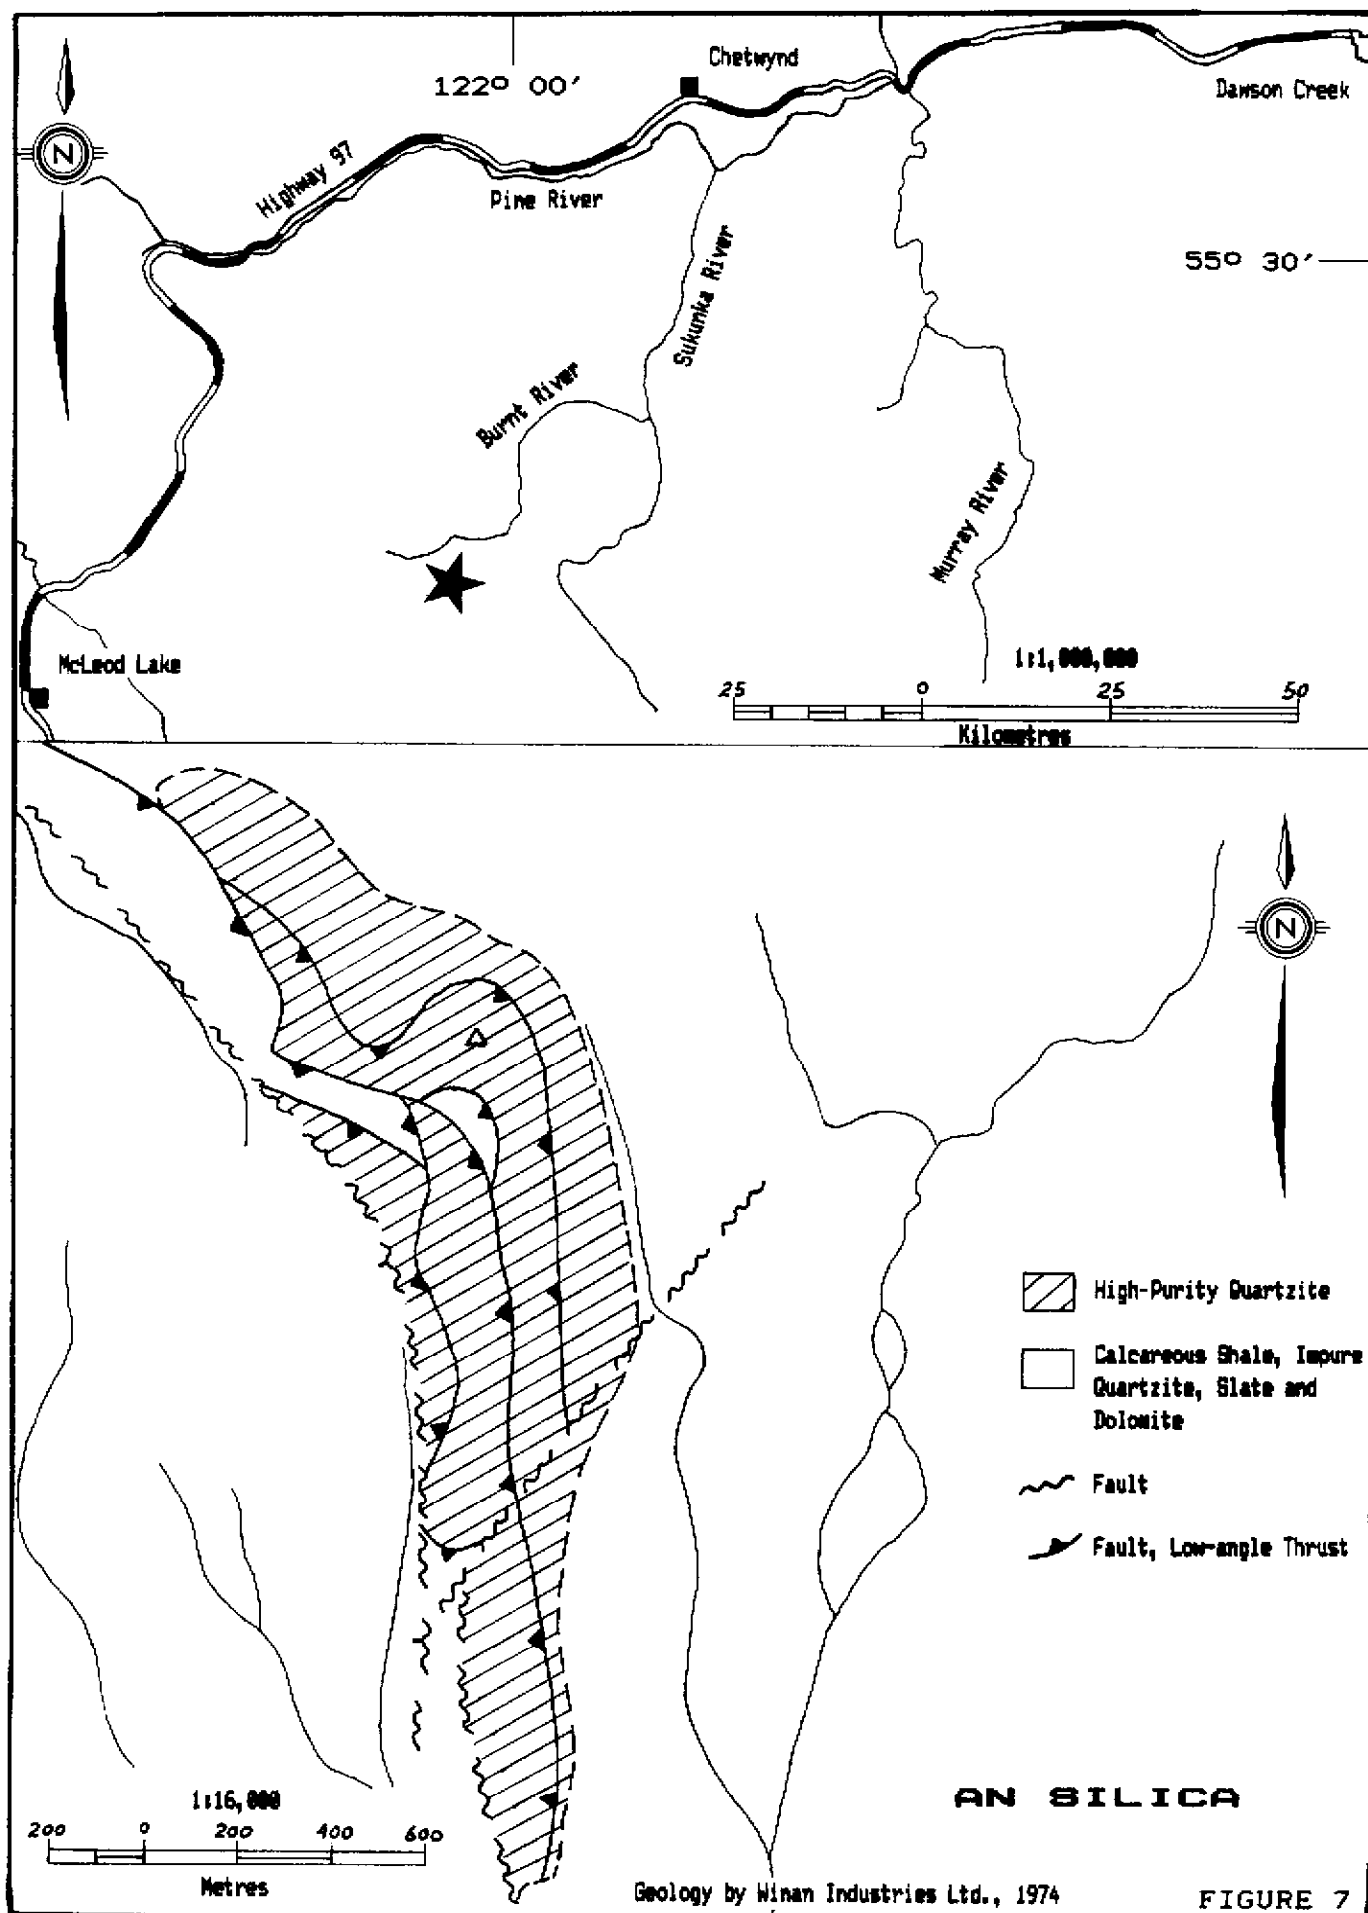 Chetwynd
122º 00′
Dawson Creek
N
Highway 97
Pine River
Sukunka River
55º 30′
Burnt River
Murray River
McLeod Lake
1:1,000,000
25 0 25 50
Kilometres
N
High-Purity Quartzite
Calcareous Shale, Impure
Quartzite, Slate and
Dolomite
Fault
Fault, Low-angle Thrust
AN SILICA
1:16,000
200 0 200 400 600
Metres
Geology by Winan Industries Ltd., 1974
FIGURE 7